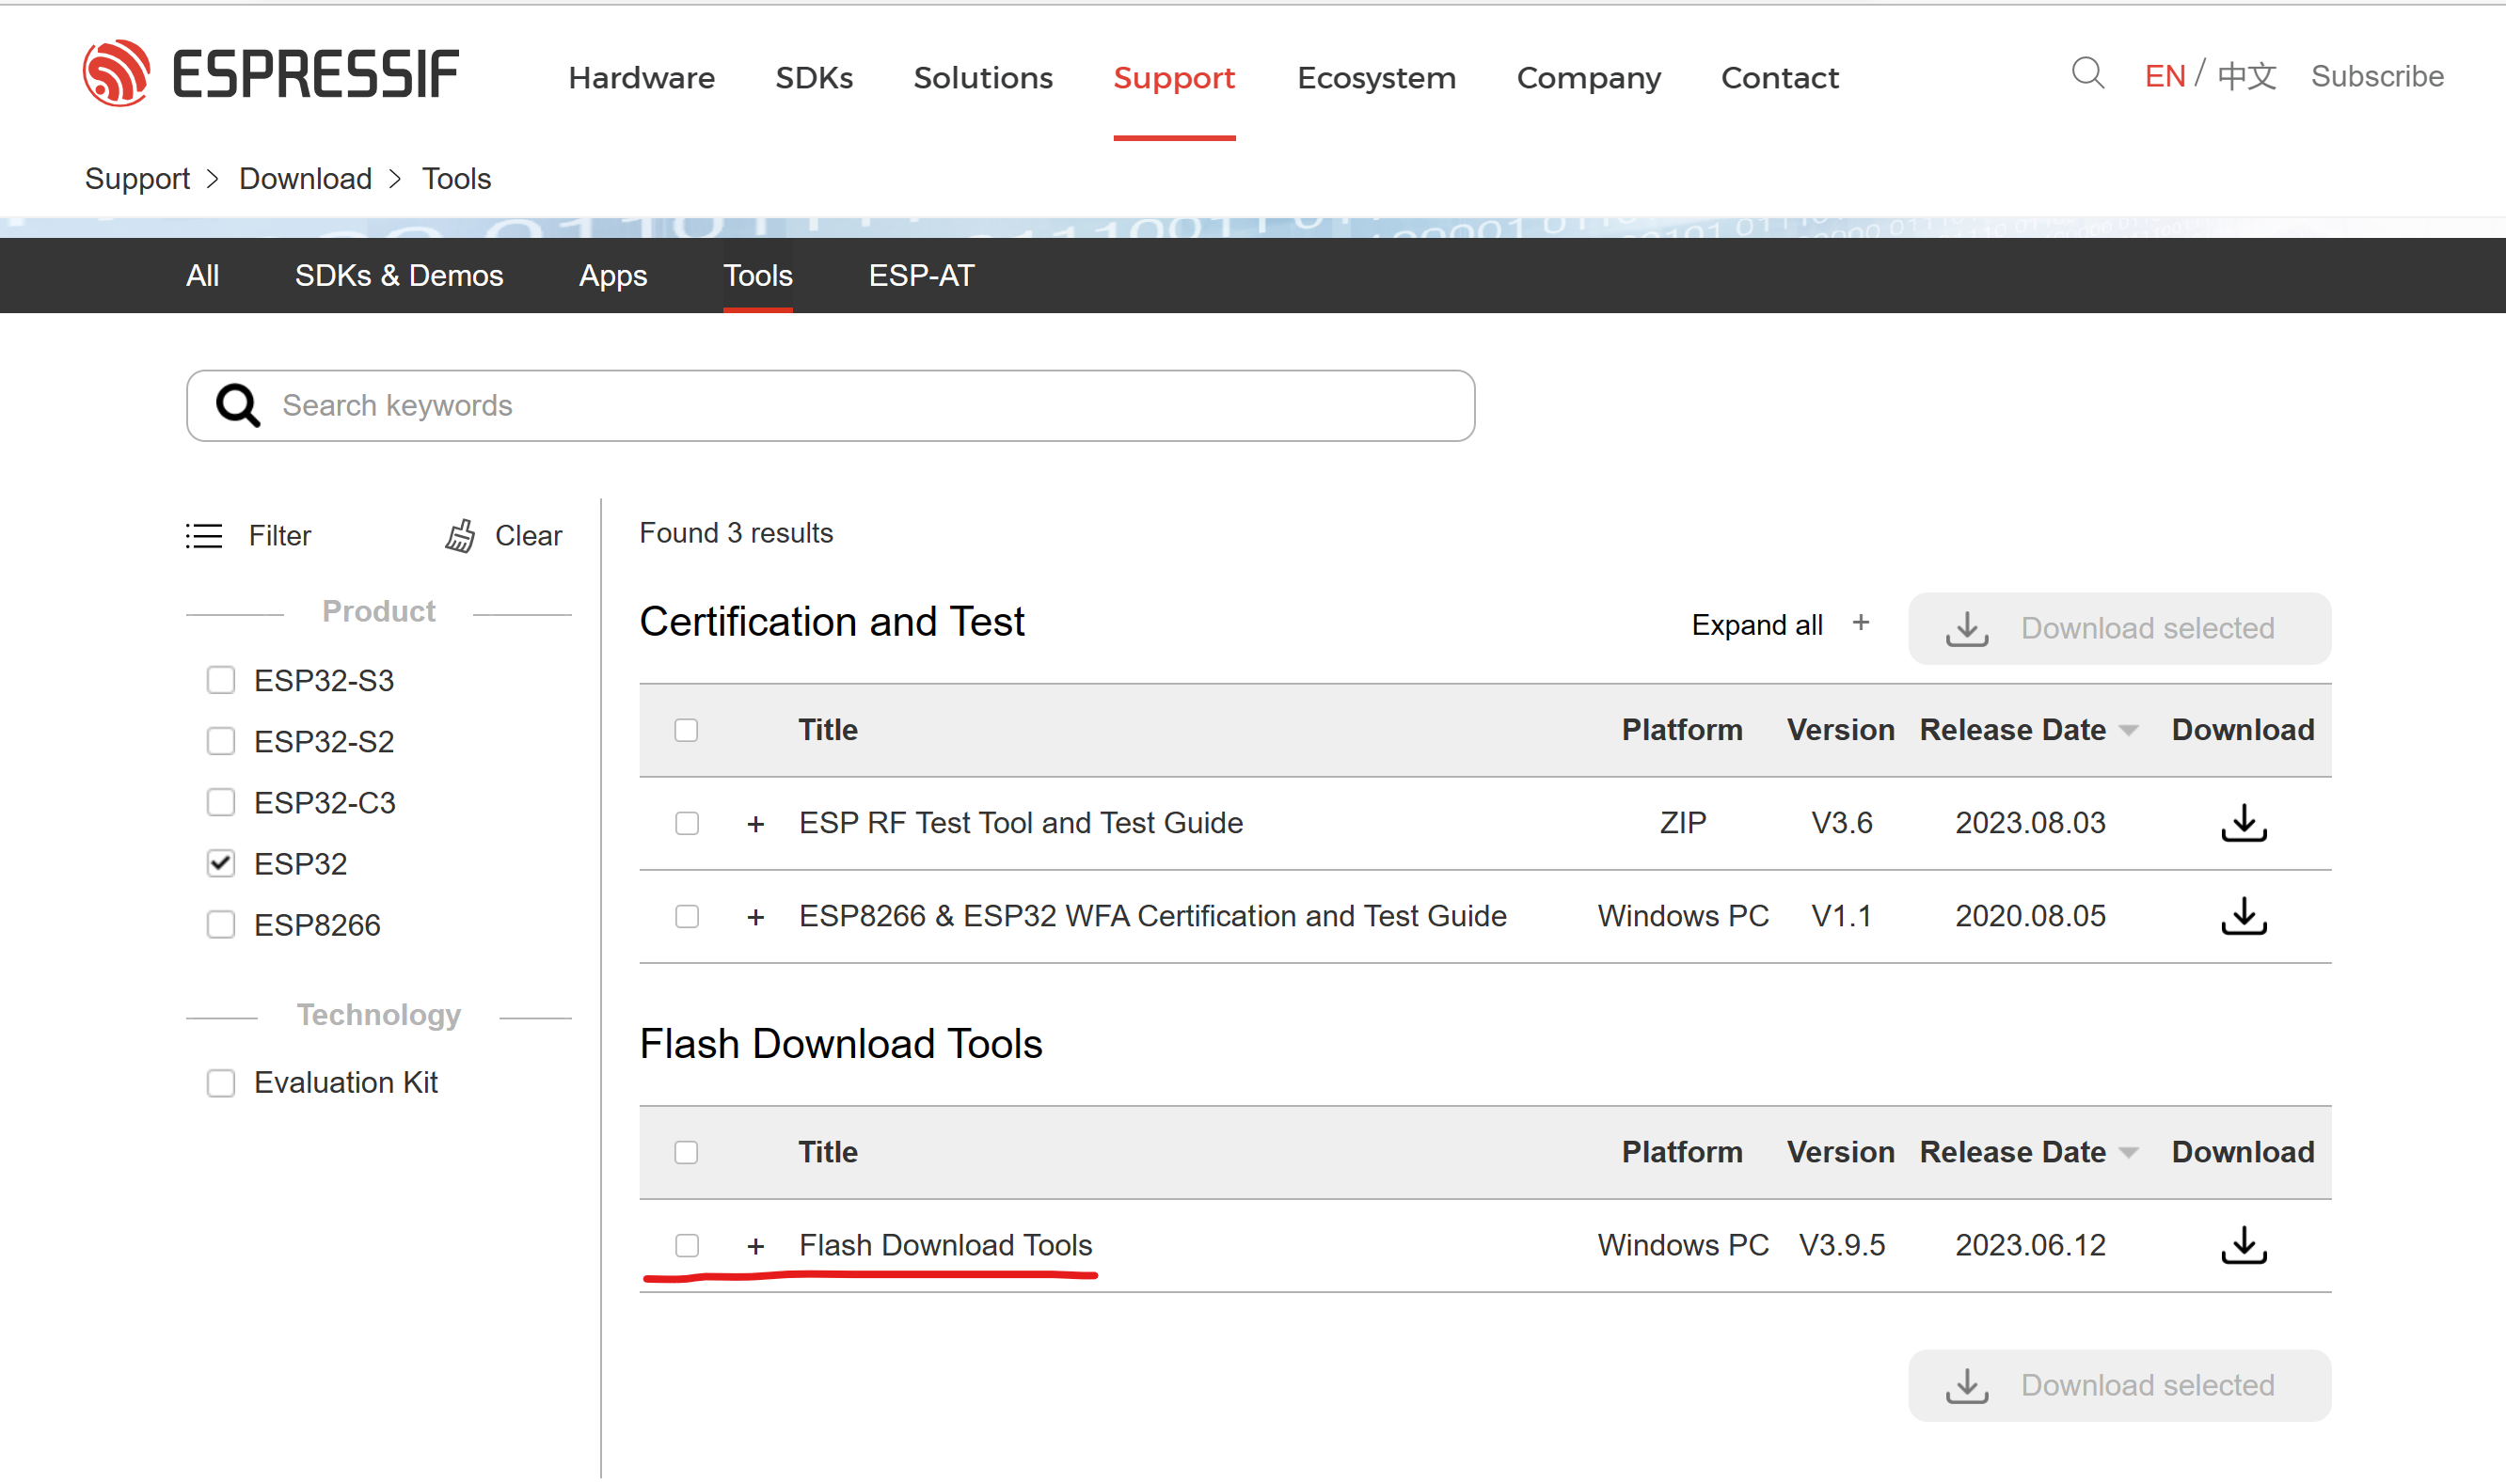 ESPRESSIF Hardware SDKs Solutions Support Ecosystem Company Contact EN / 中文 Subscribe
Support > Download > Tools
All SDKs & Demos Apps Tools ESP-AT
Search keywords
Filter Clear
Found 3 results
Product
ESP32-S3
ESP32-S2
ESP32-C3
ESP32
ESP8266
Technology
Evaluation Kit
Certification and Test Expand all + Download selected
Title Platform Version Release Date Download
+ ESP RF Test Tool and Test Guide ZIP V3.6 2023.08.03
+ ESP8266 & ESP32 WFA Certification and Test Guide Windows PC V1.1 2020.08.05
Flash Download Tools
Title Platform Version Release Date Download
+ Flash Download Tools Windows PC V3.9.5 2023.06.12
Download selected